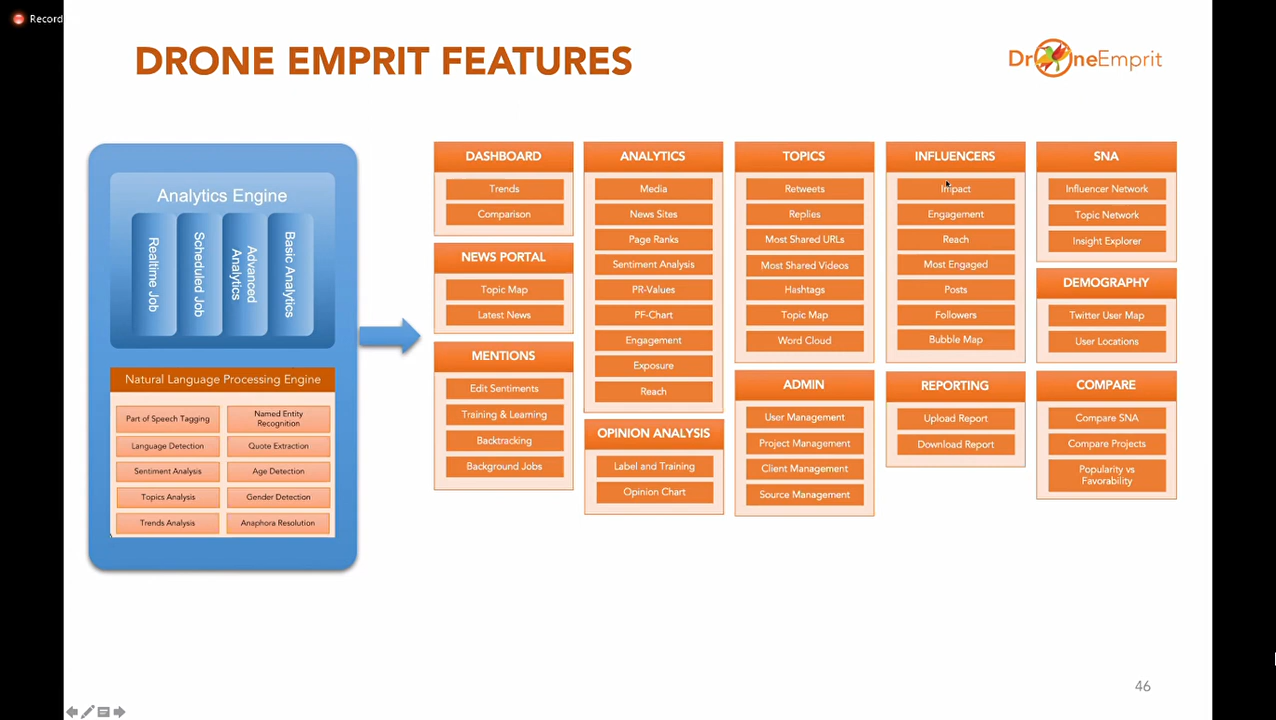 Record
DRONE EMPRIT FEATURES
DroneEmprit
Analytics Engine
Realtime Job
Scheduled Job
Advanced
Analytics
Basic Analytics
Natural Language Processing Engine
Part of Speech Tagging
Named Entity
Recognition
Language Detection
Quote Extraction
Sentiment Analysis
Age Detection
Topics Analysis
Gender Detection
Trends Analysis
Anaphora Resolution
DASHBOARD
Trends
Comparison
NEWS PORTAL
Topic Map
Latest News
MENTIONS
Edit Sentiments
Training & Learning
Backtracking
Background Jobs
ANALYTICS
Media
News Sites
Page Ranks
Sentiment Analysis
PR-Values
PF-Chart
Engagement
Exposure
Reach
OPINION ANALYSIS
Label and Training
Opinion Chart
TOPICS
Retweets
Replies
Most Shared URLs
Most Shared Videos
Hashtags
Topic Map
Word Cloud
ADMIN
User Management
Project Management
Client Management
Source Management
INFLUENCERS
Impact
Engagement
Reach
Most Engaged
Posts
Followers
Bubble Map
REPORTING
Upload Report
Download Report
SNA
Influencer Network
Topic Network
Insight Explorer
DEMOGRAPHY
Twitter User Map
User Locations
COMPARE
Compare SNA
Compare Projects
Popularity vs
Favorability
46